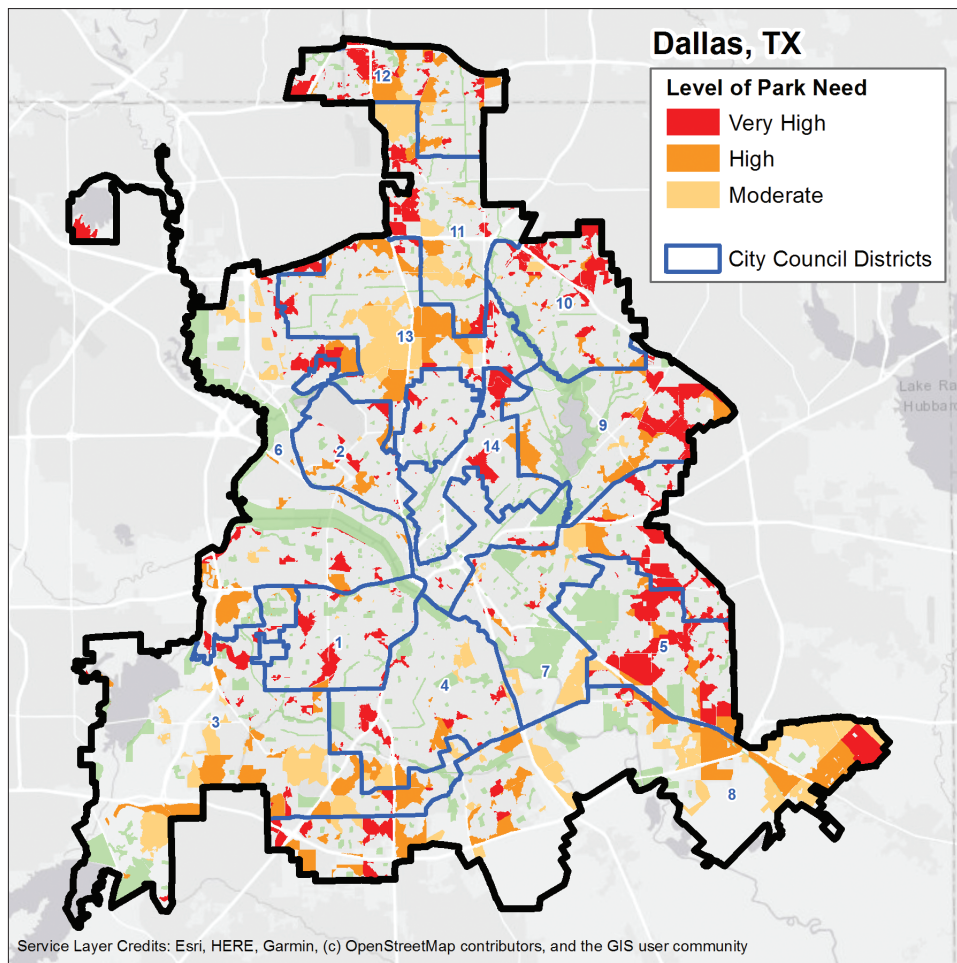 Dallas, TX
Level of Park Need
Very High
High
Moderate
City Council Districts
12
11
10
13
Lake Ra
Hubbard
9
14
6
2
1
5
7
4
3
8
Service Layer Credits: Esri, HERE, Garmin, (c) OpenStreetMap contributors, and the GIS user community